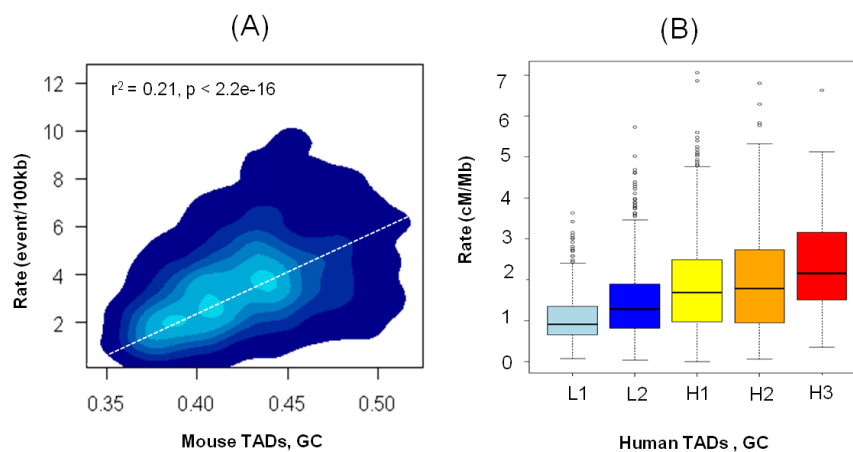 (A)
r² = 0.21, p < 2.2e-16
12
10
8
6
4
2
Rate (event/100kb)
0.35 0.40 0.45 0.50
Mouse TADs, GC
(B)
7
6
5
4
3
2
1
0
Rate (cM/Mb)
L1 L2 H1 H2 H3
Human TADs , GC